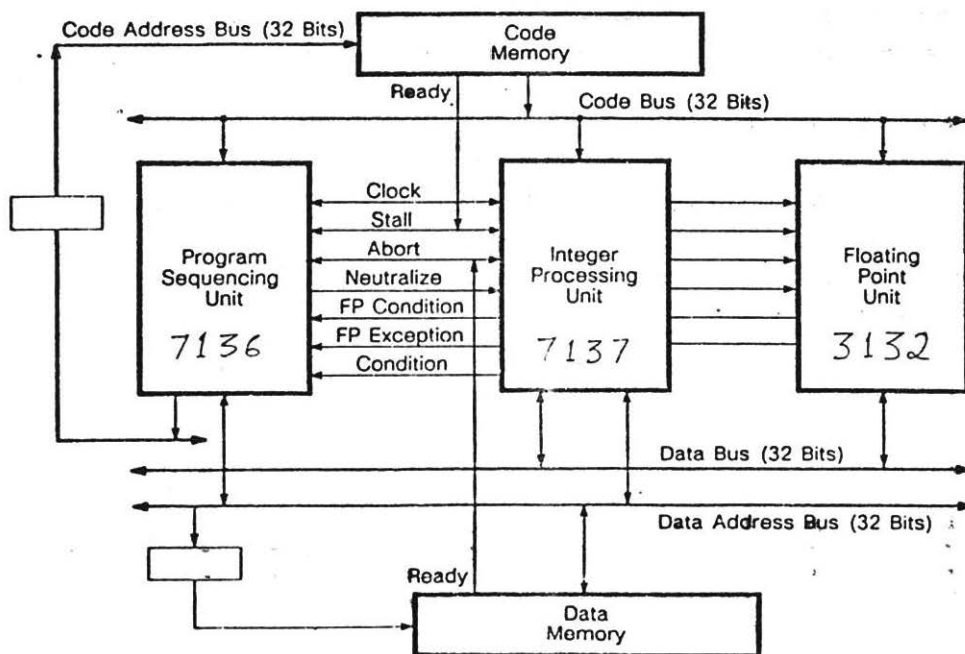 Code Address Bus (32 Bits)
Code
Memory
Ready
Code Bus (32 Bits)
Clock
Stall
Abort
Neutralize
FP Condition
FP Exception
Condition
Program
Sequencing
Unit
7136
Integer
Processing
Unit
7137
Floating
Point
Unit
3132
Data Bus (32 Bits)
Data Address Bus (32 Bits)
Ready
Data
Memory